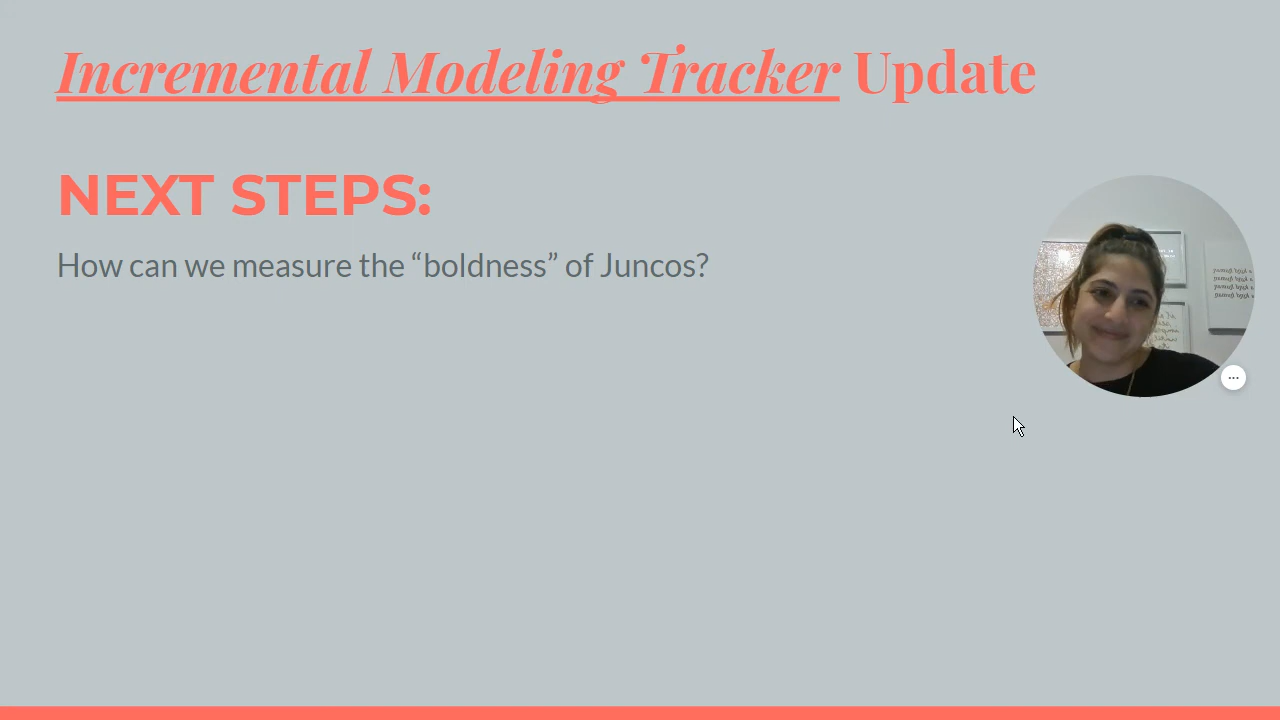 Incremental Modeling Tracker Update
NEXT STEPS:
How can we measure the “boldness” of Juncos?